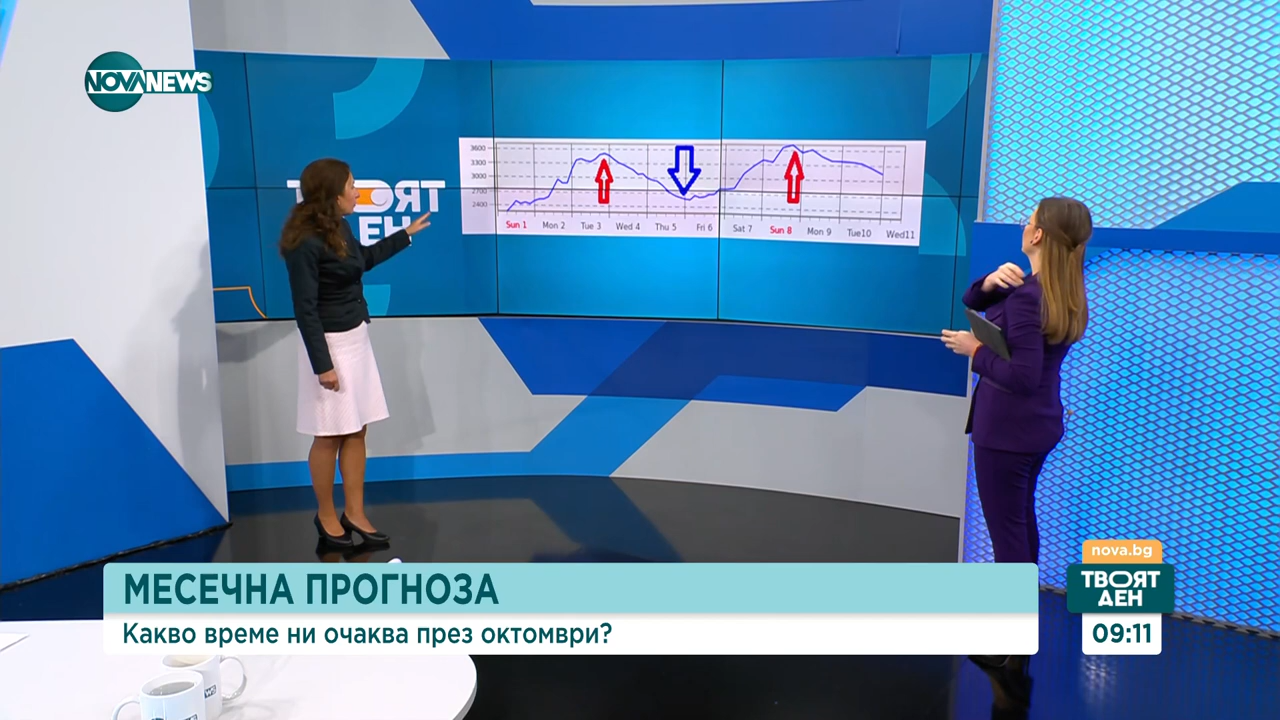 NOVANEWS
ТВОЯТ
ДЕН
3600
3300
3000
2700
2400
Sun 1 Mon 2 Tue 3 Wed 4 Thu 5 Fri 6 Sat 7 Sun 8 Mon 9 Tue10 Wed11
nova.bg
ТВОЯТ
ДЕН
09:11
МЕСЕЧНА ПРОГНОЗА
Какво време ни очаква през октомври?